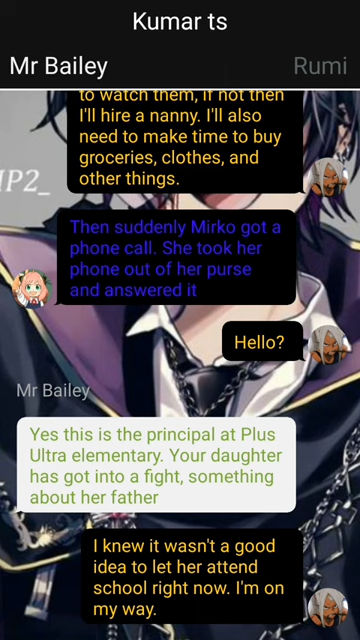 Kumar ts
Mr Bailey
Rumi
to watch them, if not then
I'll hire a nanny. I'll also
need to make time to buy
groceries, clothes, and
other things.
IP2_
Then suddenly Mirko got a
phone call. She took her
phone out of her purse
and answered it
Hello?
Mr Bailey
Yes this is the principal at Plus
Ultra elementary. Your daughter
has got into a fight, something
about her father
I knew it wasn't a good
idea to let her attend
school right now. I'm on
my way.